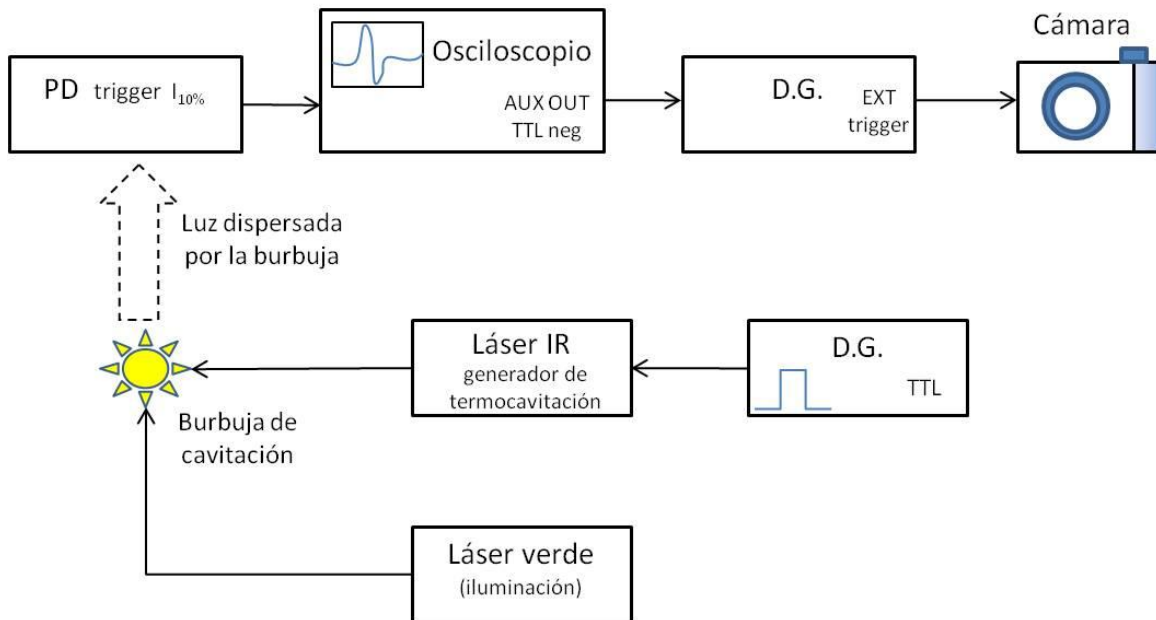 PD trigger I10%
Osciloscopio
AUX OUT
TTL neg
D.G.
EXT
trigger
Cámara
Luz dispersada
por la burbuja
Láser IR
generador de
termocavitación
D.G.
TTL
Burbuja de
cavitación
Láser verde
(iluminación)